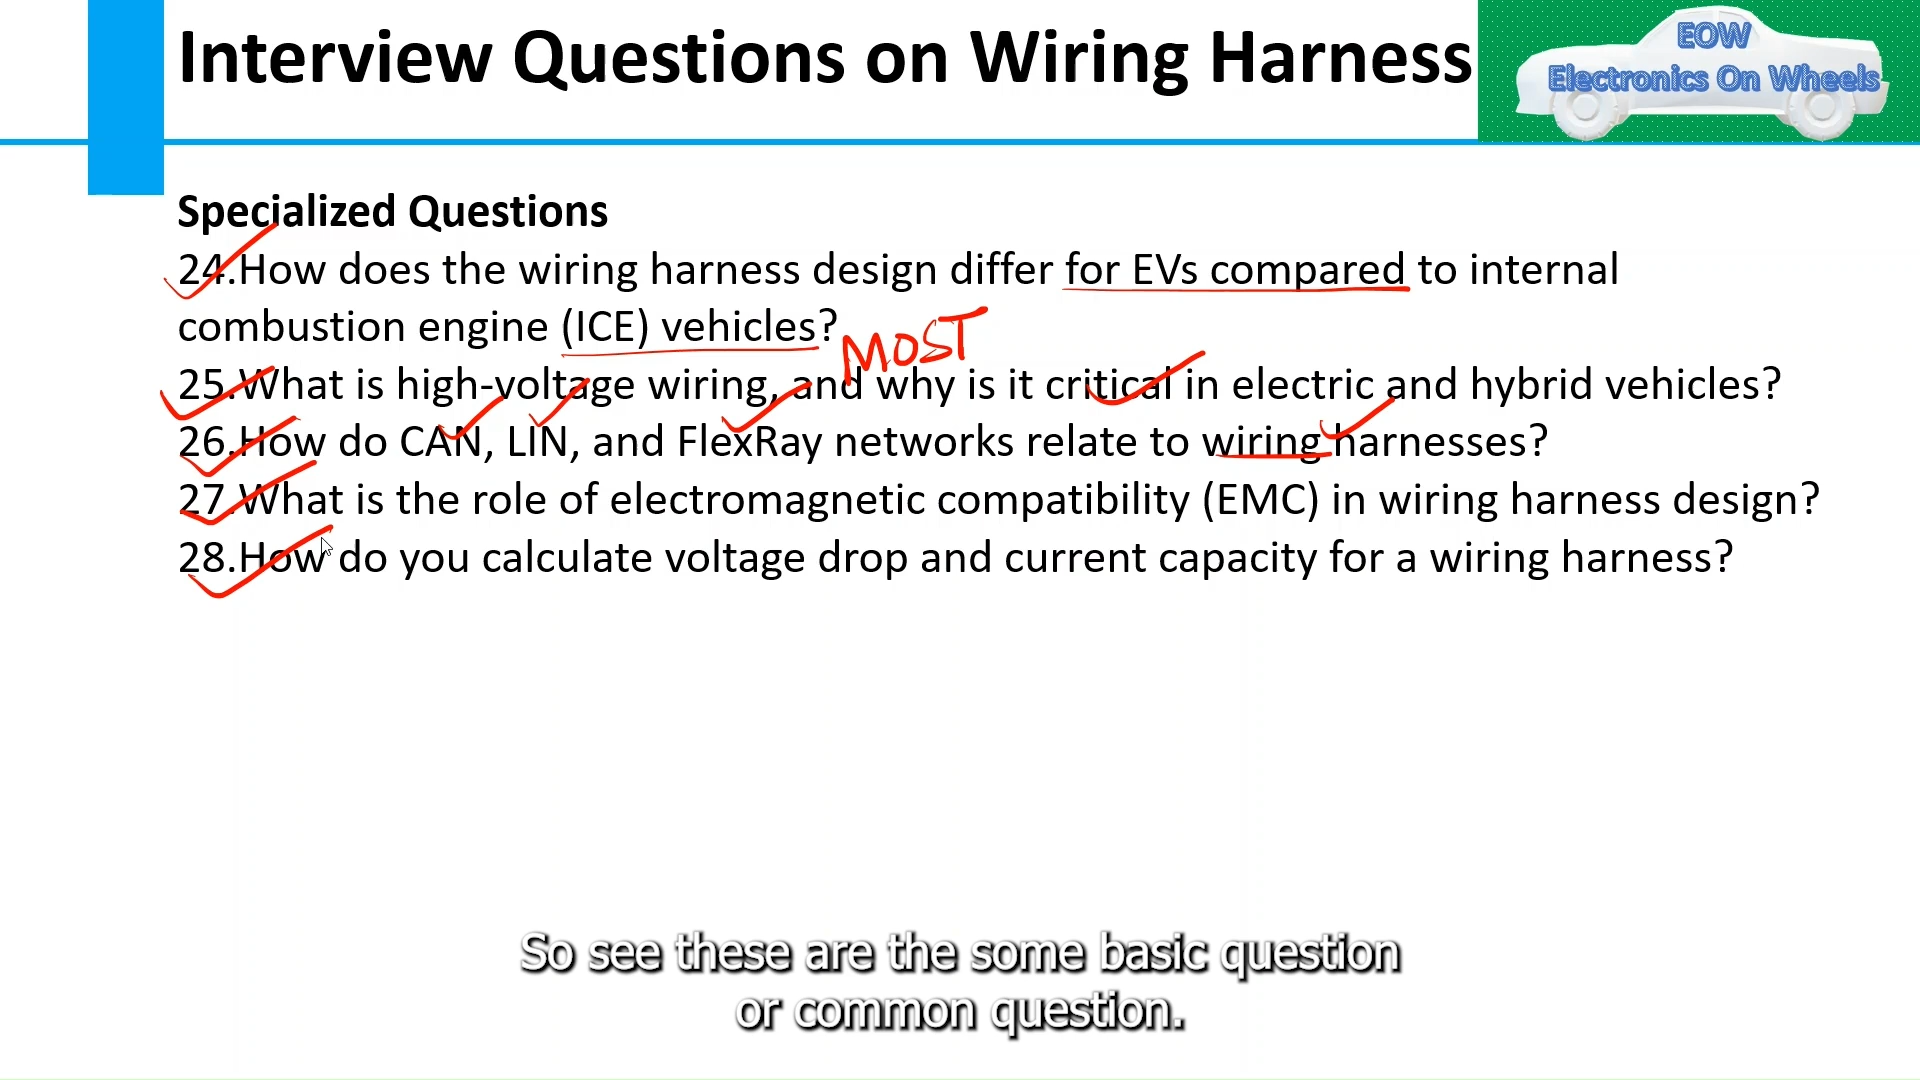 Interview Questions on Wiring Harness
EOW
Electronics On Wheels
Specialized Questions
24.How does the wiring harness design differ for EVs compared to internal
combustion engine (ICE) vehicles?
MOST
25.What is high-voltage wiring, and why is it critical in electric and hybrid vehicles?
26.How do CAN, LIN, and FlexRay networks relate to wiring harnesses?
27.What is the role of electromagnetic compatibility (EMC) in wiring harness design?
28.How do you calculate voltage drop and current capacity for a wiring harness?
So see these are the some basic question
or common question.